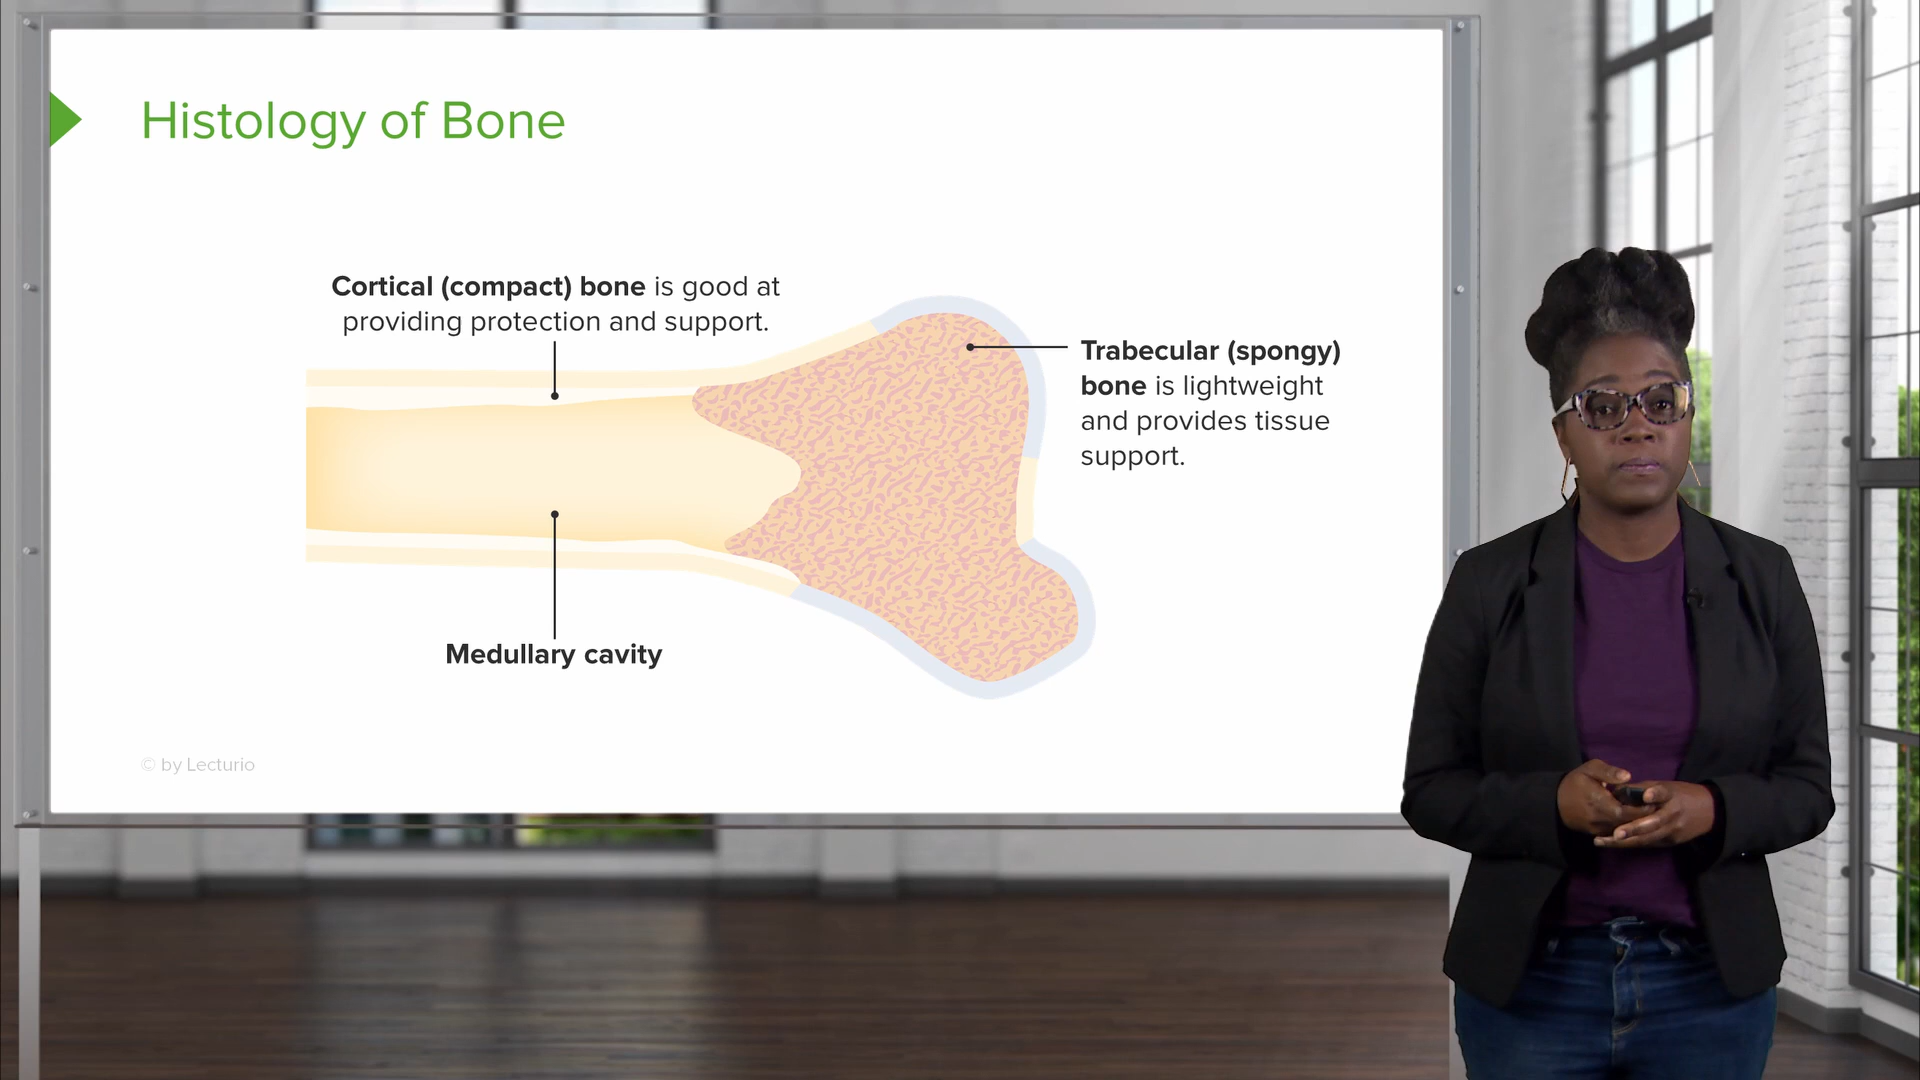 Histology of Bone
Cortical (compact) bone is good at
providing protection and support.
Trabecular (spongy)
bone is lightweight
and provides tissue
support.
Medullary cavity
© by Lecturio